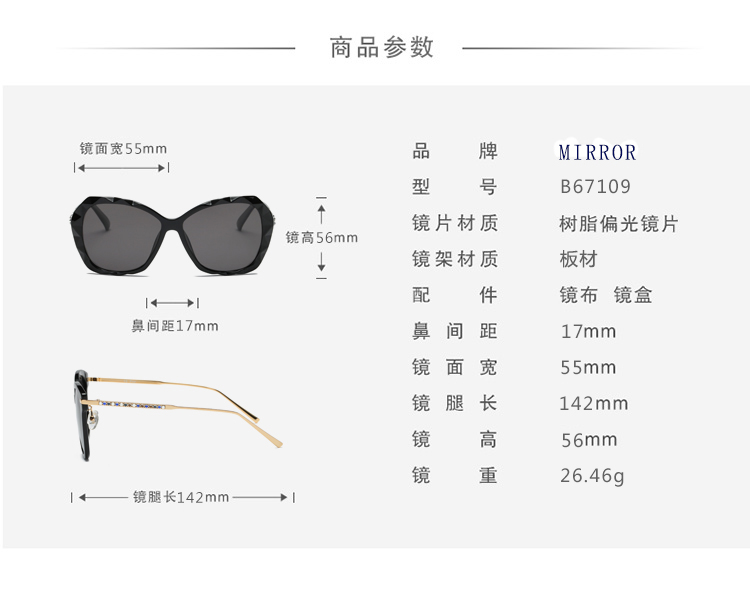 商品参数
镜面宽55mm
镜高56mm
鼻间距17mm
镜腿长142mm
品牌 MIRROR
型号 B67109
镜片材质 树脂偏光镜片
镜架材质 板材
配件 镜布 镜盒
鼻间距 17mm
镜面宽 55mm
镜腿长 142mm
镜高 56mm
镜重 26.46g